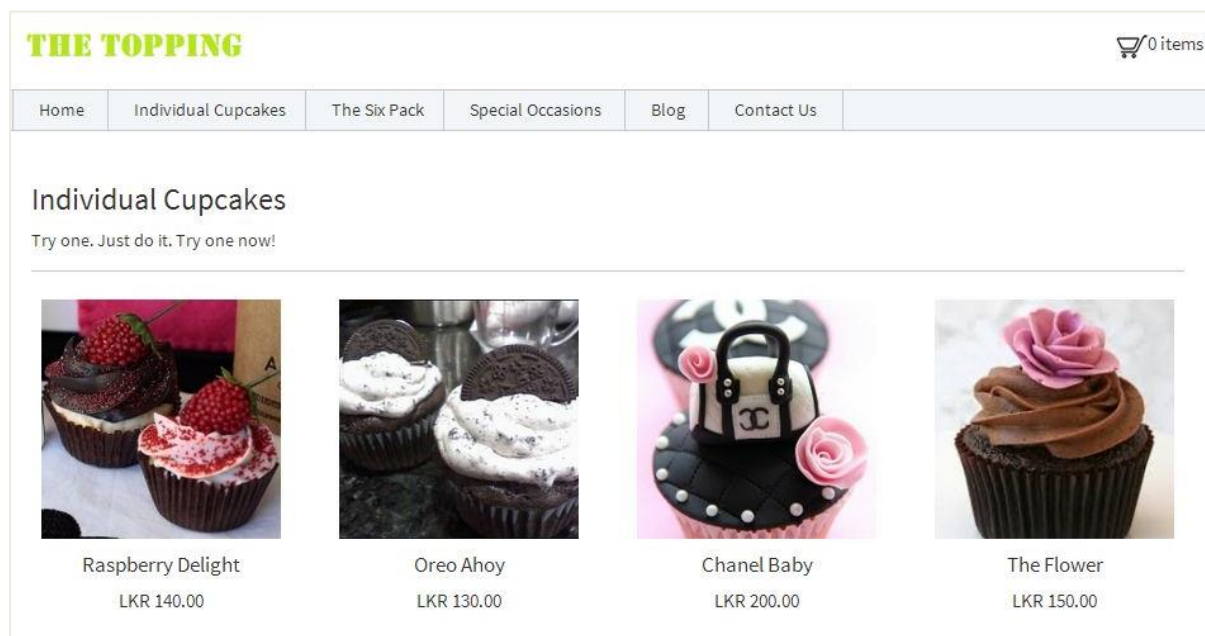 THE TOPPING
0 items
Home Individual Cupcakes The Six Pack Special Occasions Blog Contact Us
Individual Cupcakes
Try one. Just do it. Try one now!
A
Raspberry Delight Oreo Ahoy Chanel Baby The Flower
LKR 140.00 LKR 130.00 LKR 200.00 LKR 150.00